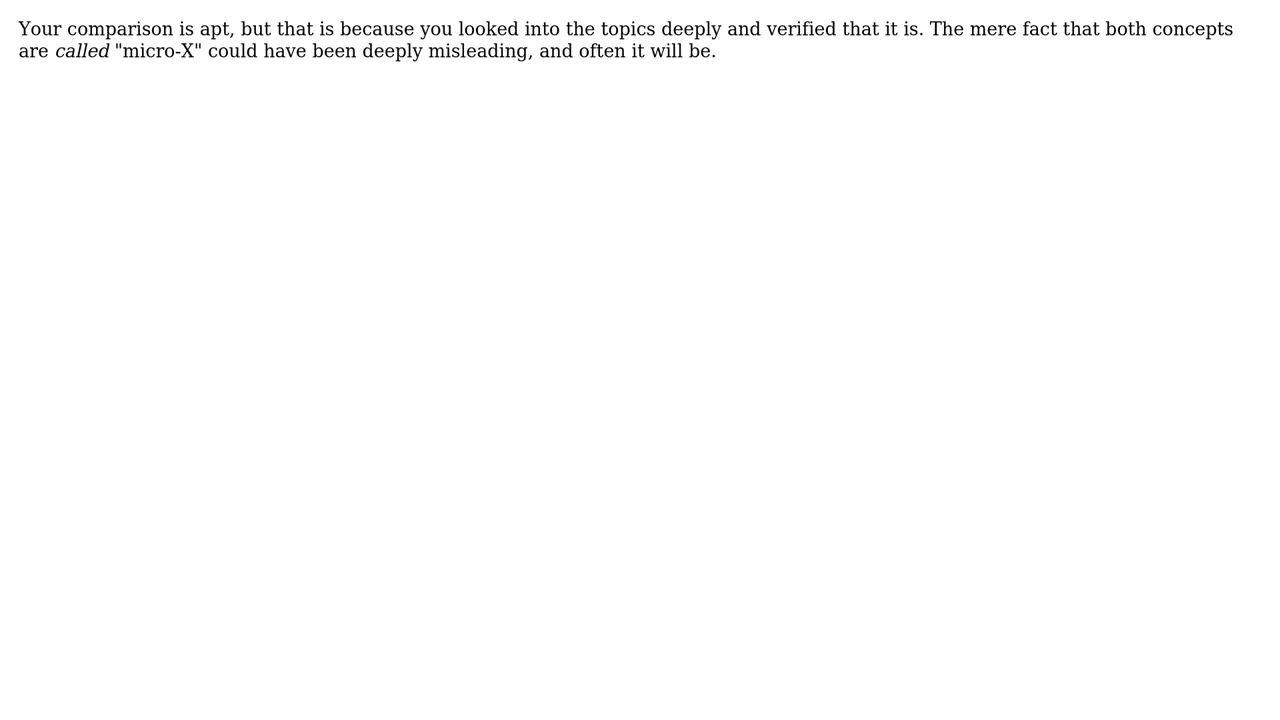 Your comparison is apt, but that is because you looked into the topics deeply and verified that it is. The mere fact that both concepts
are called "micro-X" could have been deeply misleading, and often it will be.